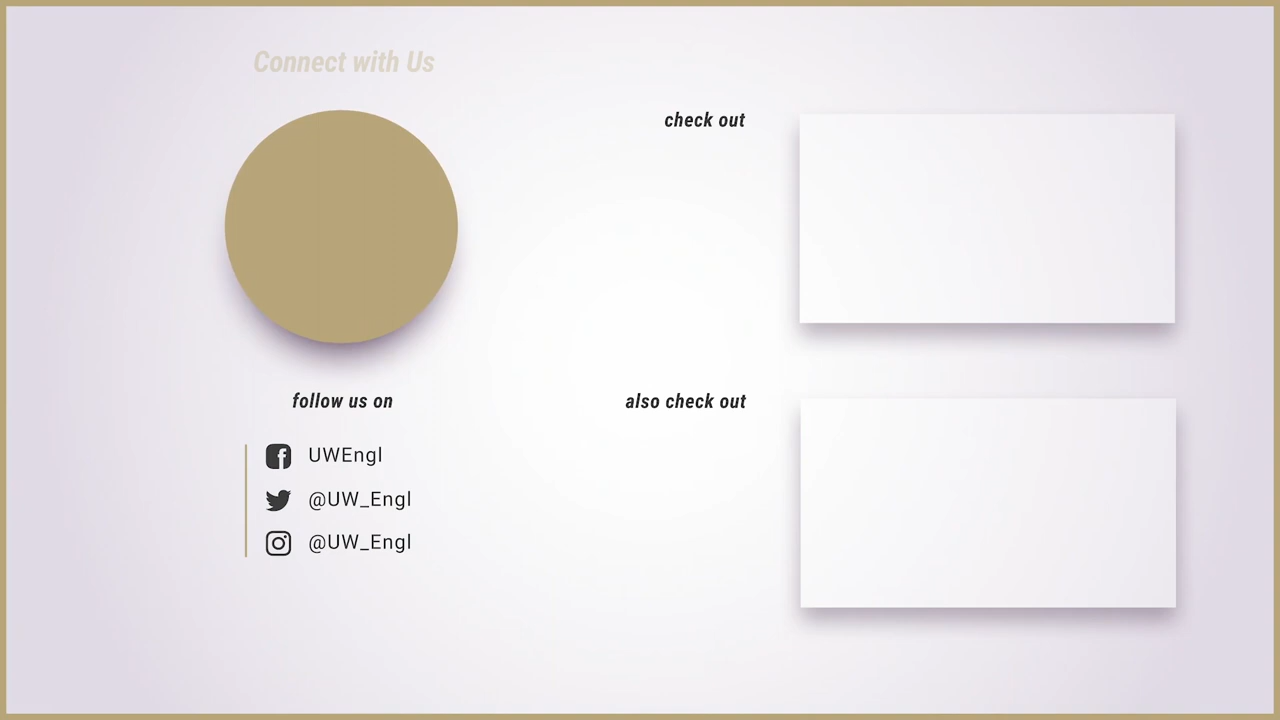 Connect with Us
check out
follow us on
also check out
UWEngl
@UW_Engl
@UW_Engl